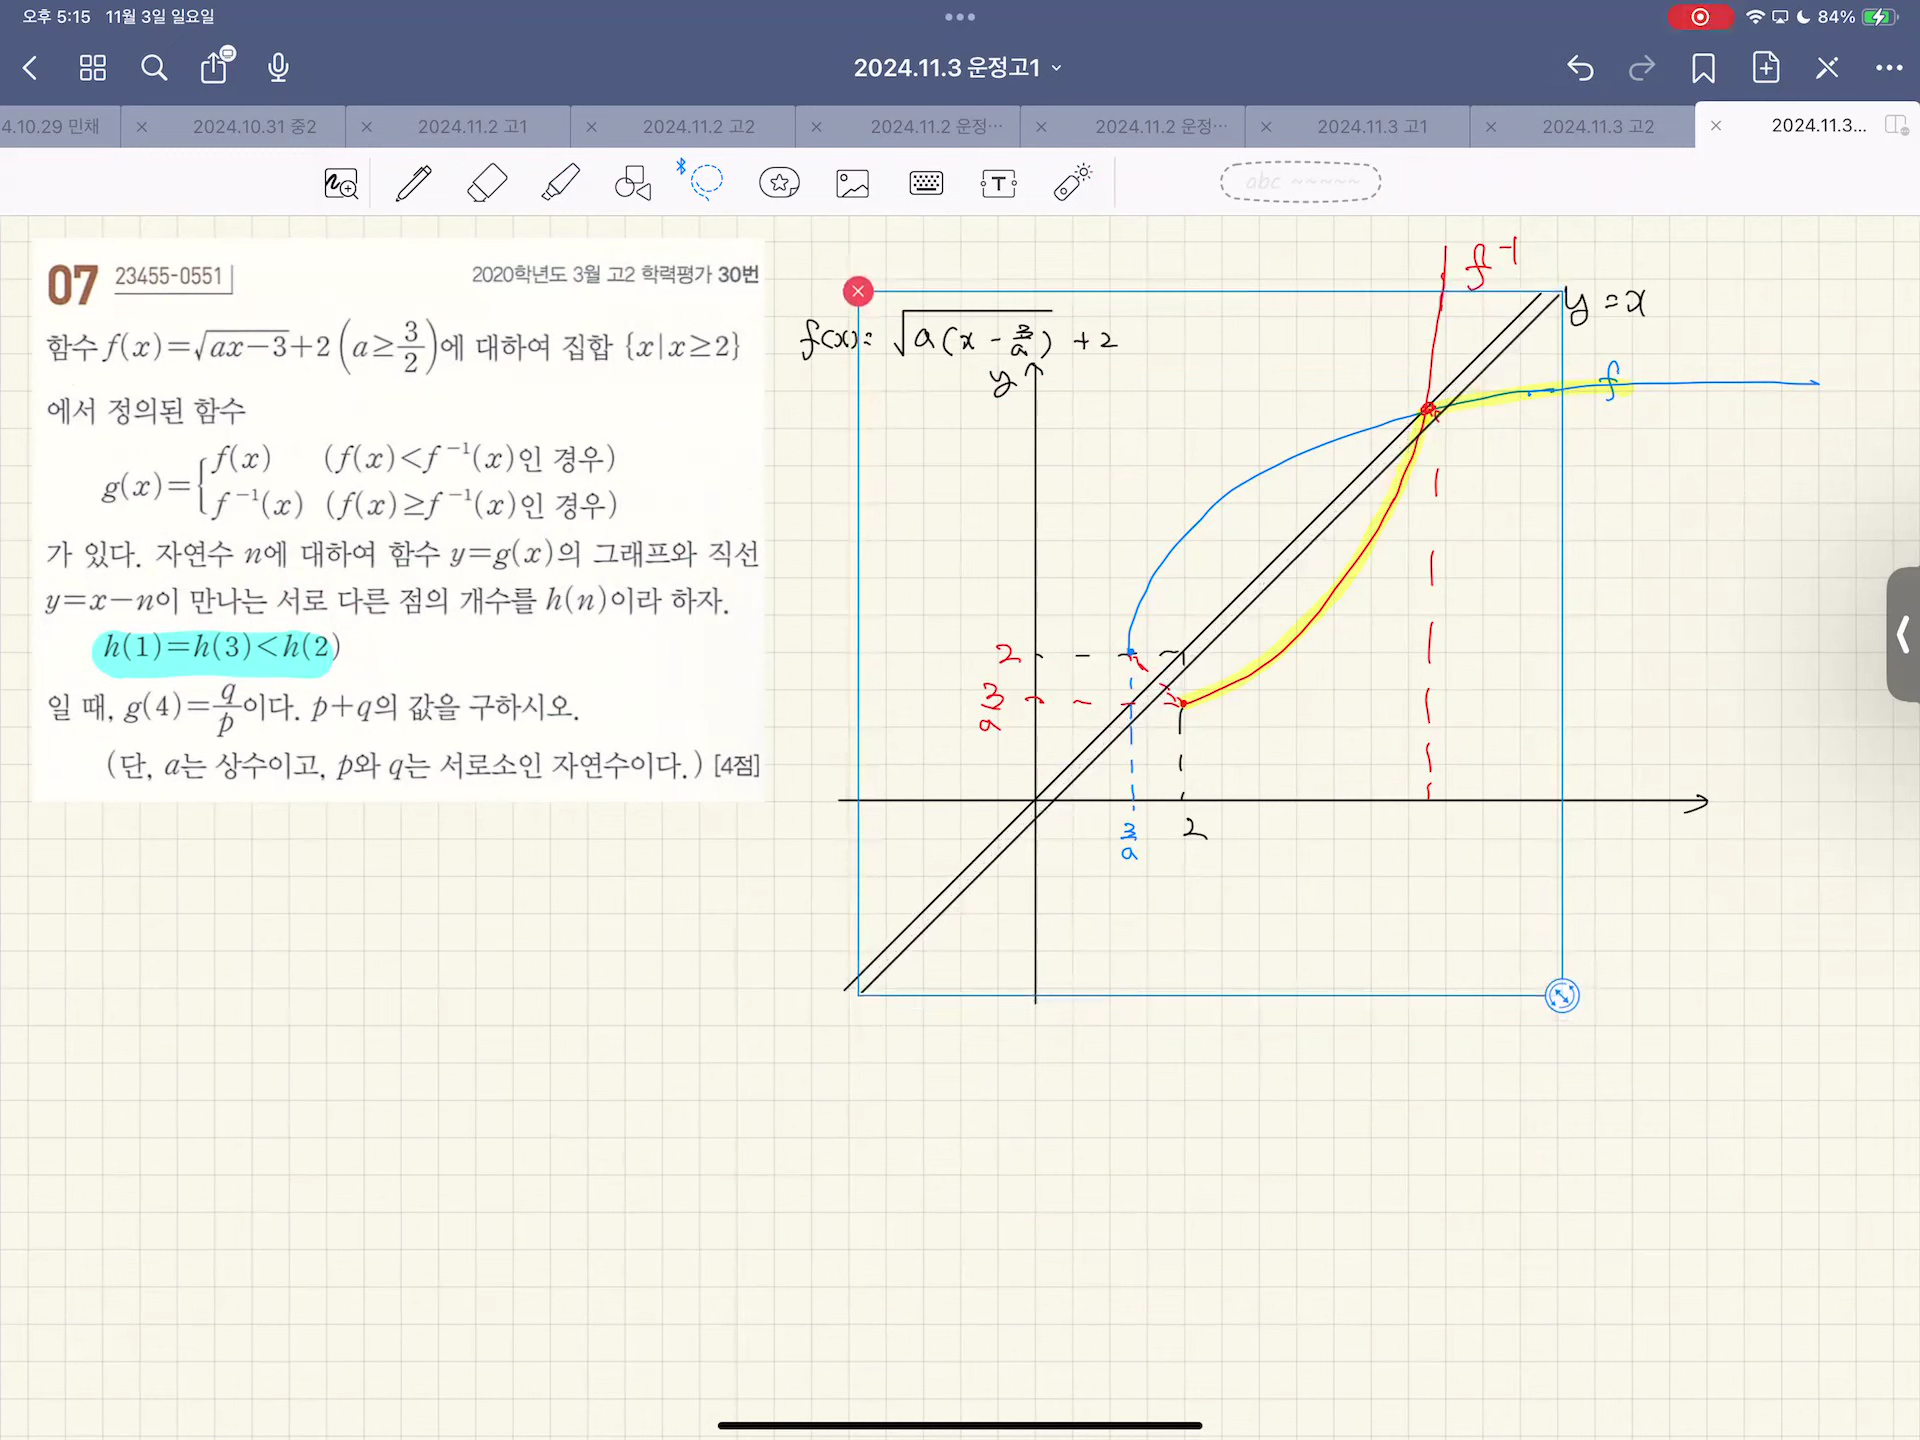 오후 5:15 11월 3일 일요일
84%
2024.11.3 운정고1
4.10.29 민채
2024.10.31 중2
2024.11.2 고1
2024.11.2 고2
2024.11.2 운정…
2024.11.2 운정…
2024.11.3 고1
2024.11.3 고2
2024.11.3...
abc ~~~~~
07 23455-0551 2020학년도 3월 고2 학력평가 30번
함수 f(x)=√(ax-3)+2 (a≥3/2)에 대하여 집합 {x|x≥2}
에서 정의된 함수
g(x)={ f(x) (f(x)<f⁻¹(x)인 경우)
f⁻¹(x) (f(x)≥f⁻¹(x)인 경우)
가 있다. 자연수 n에 대하여 함수 y=g(x)의 그래프와 직선
y=x-n이 만나는 서로 다른 점의 개수를 h(n)이라 하자.
h(1)=h(3)<h(2)
일 때, g(4)=q/p이다. p+q의 값을 구하시오.
(단, a는 상수이고, p와 q는 서로소인 자연수이다.) [4점]
f⁻¹
y=x
f(x)=√(a(x-3/a))+2
y
f
2
3/a
3/a
2